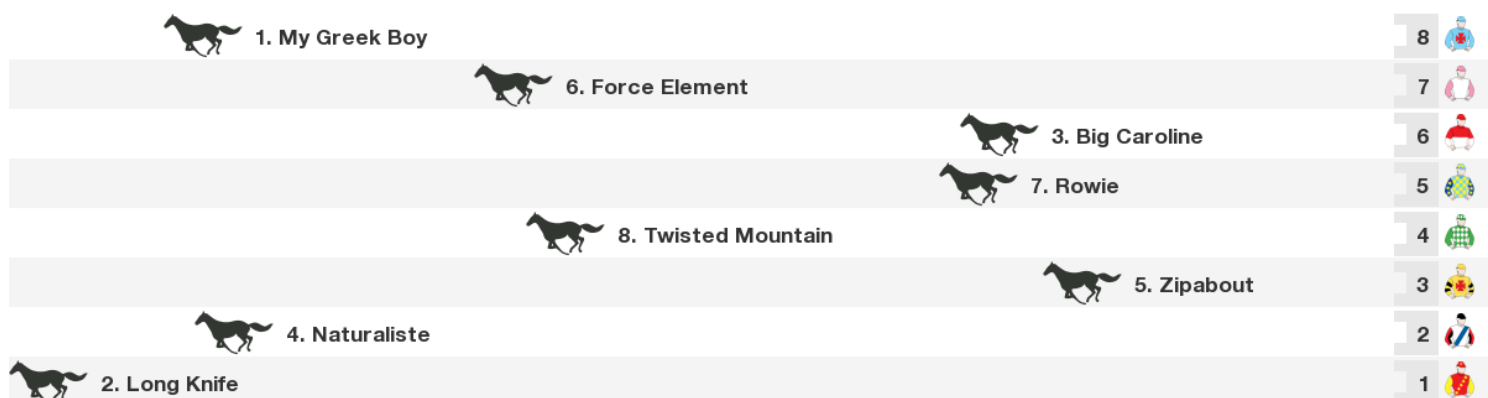 1. My Greek Boy 8
6. Force Element 7
3. Big Caroline 6
7. Rowie 5
8. Twisted Mountain 4
5. Zipabout 3
4. Naturaliste 2
2. Long Knife 1